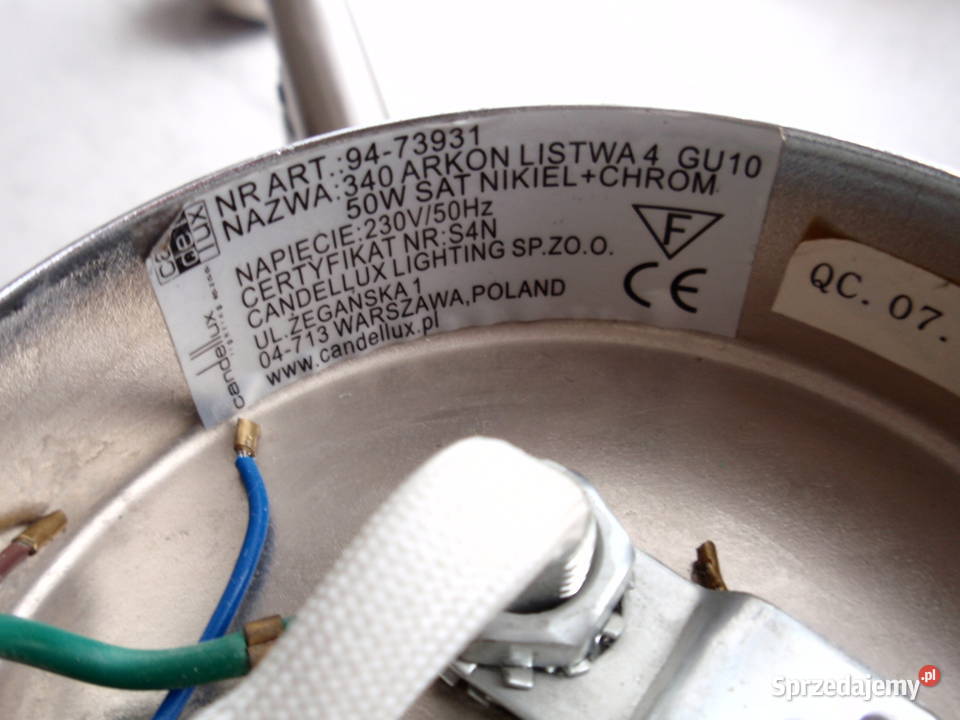 NR ART.:94-73931
NAZWA:340 ARKON LISTWA 4 GU10
50W SAT NIKIEL+CHROM
NAPIĘCIE:230V/50Hz
CERTYFIKAT NR:S4N
CANDELLUX LIGHTING SP.ZO.O.
UL.ŻEGAŃSKA 1
04-713 WARSZAWA,POLAND
www.candellux.pl
F
CE
candellux
QC. 07.
Sprzedajemy.pl